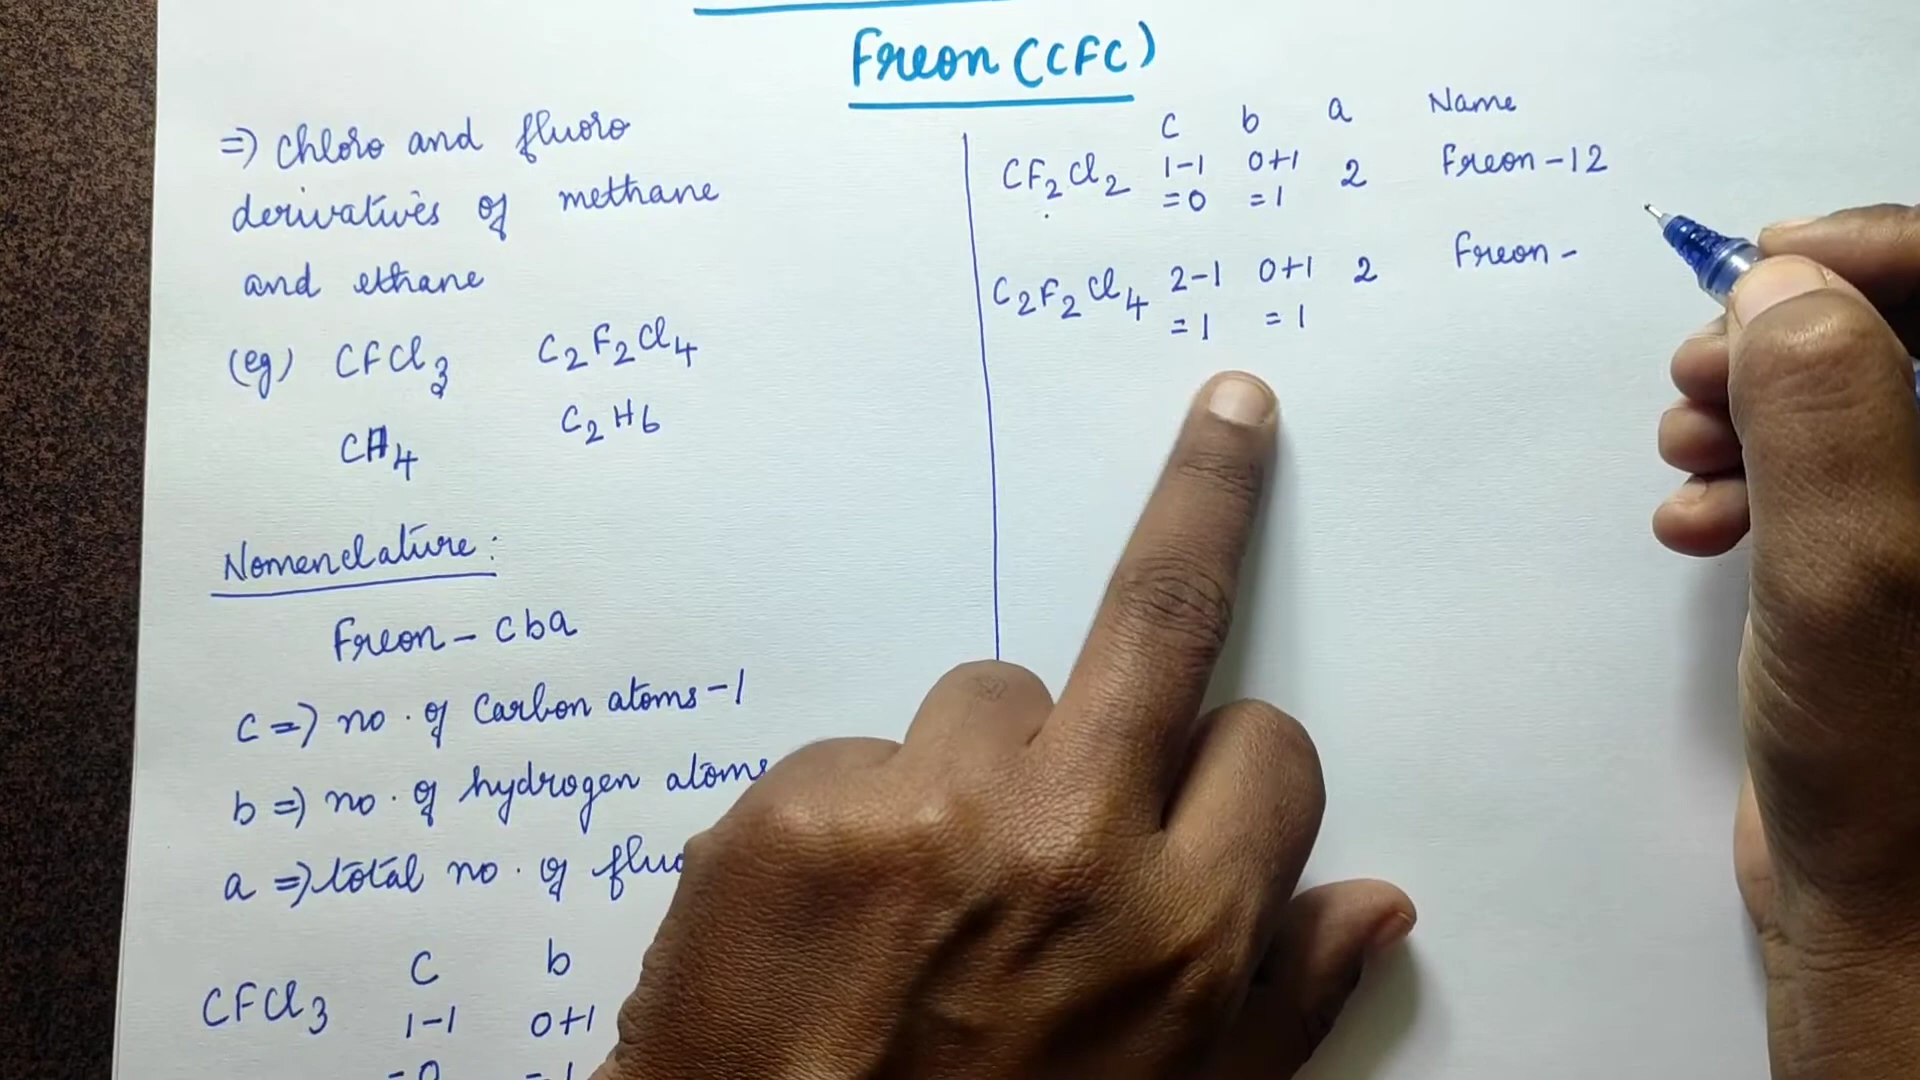 Freon (CFC)
=> chloro and fluoro
derivatives of methane
and ethane
(eg) CFCl3 C2F2Cl4
CH4 C2H6
Nomenclature:
Freon - cba
c => no. of Carbon atoms - 1
b => no. of hydrogen atoms
a => total no. of
c b
CFCl3 1-1 0+1
=0 =1
c b a Name
CF2Cl2 1-1 0+1 2 Freon - 12
=0 =1
C2F2Cl4 2-1 0+1 2 Freon -
=1 =1